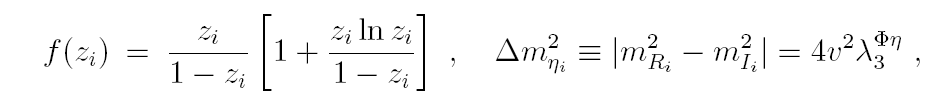 f(z_i) = \frac{z_i}{1 - z_i} \left[ 1 + \frac{z_i \ln z_i}{1 - z_i} \right] , \quad \Delta m^2_{\eta_i} \equiv |m^2_{R_i} - m^2_{I_i}| = 4v^2 \lambda_3^{\Phi\eta} ,